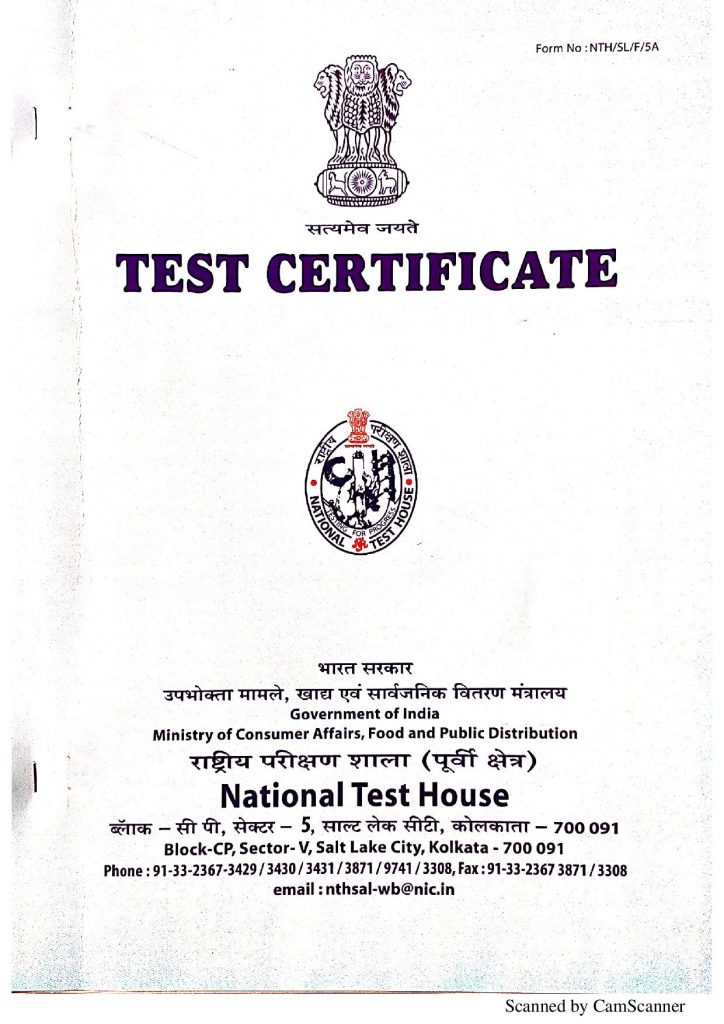 Form No : NTH/SL/F/5A
सत्यमेव जयते
TEST CERTIFICATE
राष्ट्रीय परीक्षण शाला
NATIONAL TEST HOUSE
FOR PROGRESS
भारत सरकार
उपभोक्ता मामले, खाद्य एवं सार्वजनिक वितरण मंत्रालय
Government of India
Ministry of Consumer Affairs, Food and Public Distribution
राष्ट्रीय परीक्षण शाला (पूर्वी क्षेत्र)
National Test House
ब्लॅाक – सी पी, सेक्टर – 5, साल्ट लेक सीटी, कोलकाता – 700 091
Block-CP, Sector- V, Salt Lake City, Kolkata - 700 091
Phone : 91-33-2367-3429 / 3430 / 3431 / 3871 / 9741 / 3308, Fax : 91-33-2367 3871 / 3308
email : nthsal-wb@nic.in
Scanned by CamScanner